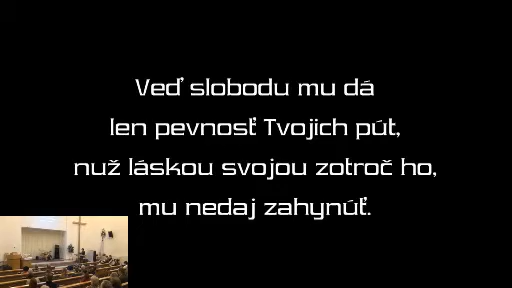 Veď slobodu mu dá
len pevnosť Tvojich pút,
nuž láskou svojou zotroč ho,
mu nedaj zahynúť.